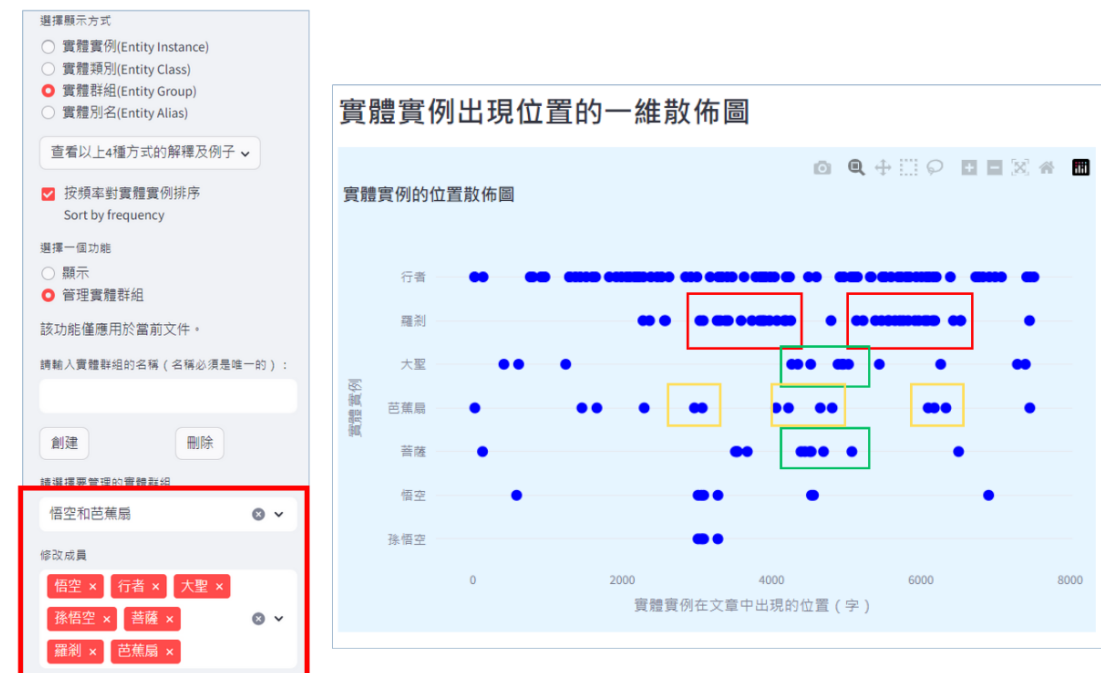 選擇顯示方式
實體實例(Entity Instance)
實體類別(Entity Class)
實體群組(Entity Group)
實體別名(Entity Alias)
查看以上4種方式的解釋及例子
按頻率對實體實例排序
Sort by frequency
選擇一個功能
顯示
管理實體群組
該功能僅應用於當前文件。
請輸入實體群組的名稱（名稱必須是唯一的）：
創建
刪除
請選擇要管理的實體群組
悟空和芭蕉扇
修改成員
悟空 × 行者 × 大聖 ×
孫悟空 × 菩薩 ×
羅剎 × 芭蕉扇 ×
實體實例出現位置的一維散佈圖
實體實例的位置散佈圖
實體實例
行者
羅剎
大聖
芭蕉扇
菩薩
悟空
孫悟空
0 2000 4000 6000 8000
實體實例在文章中出現的位置（字）